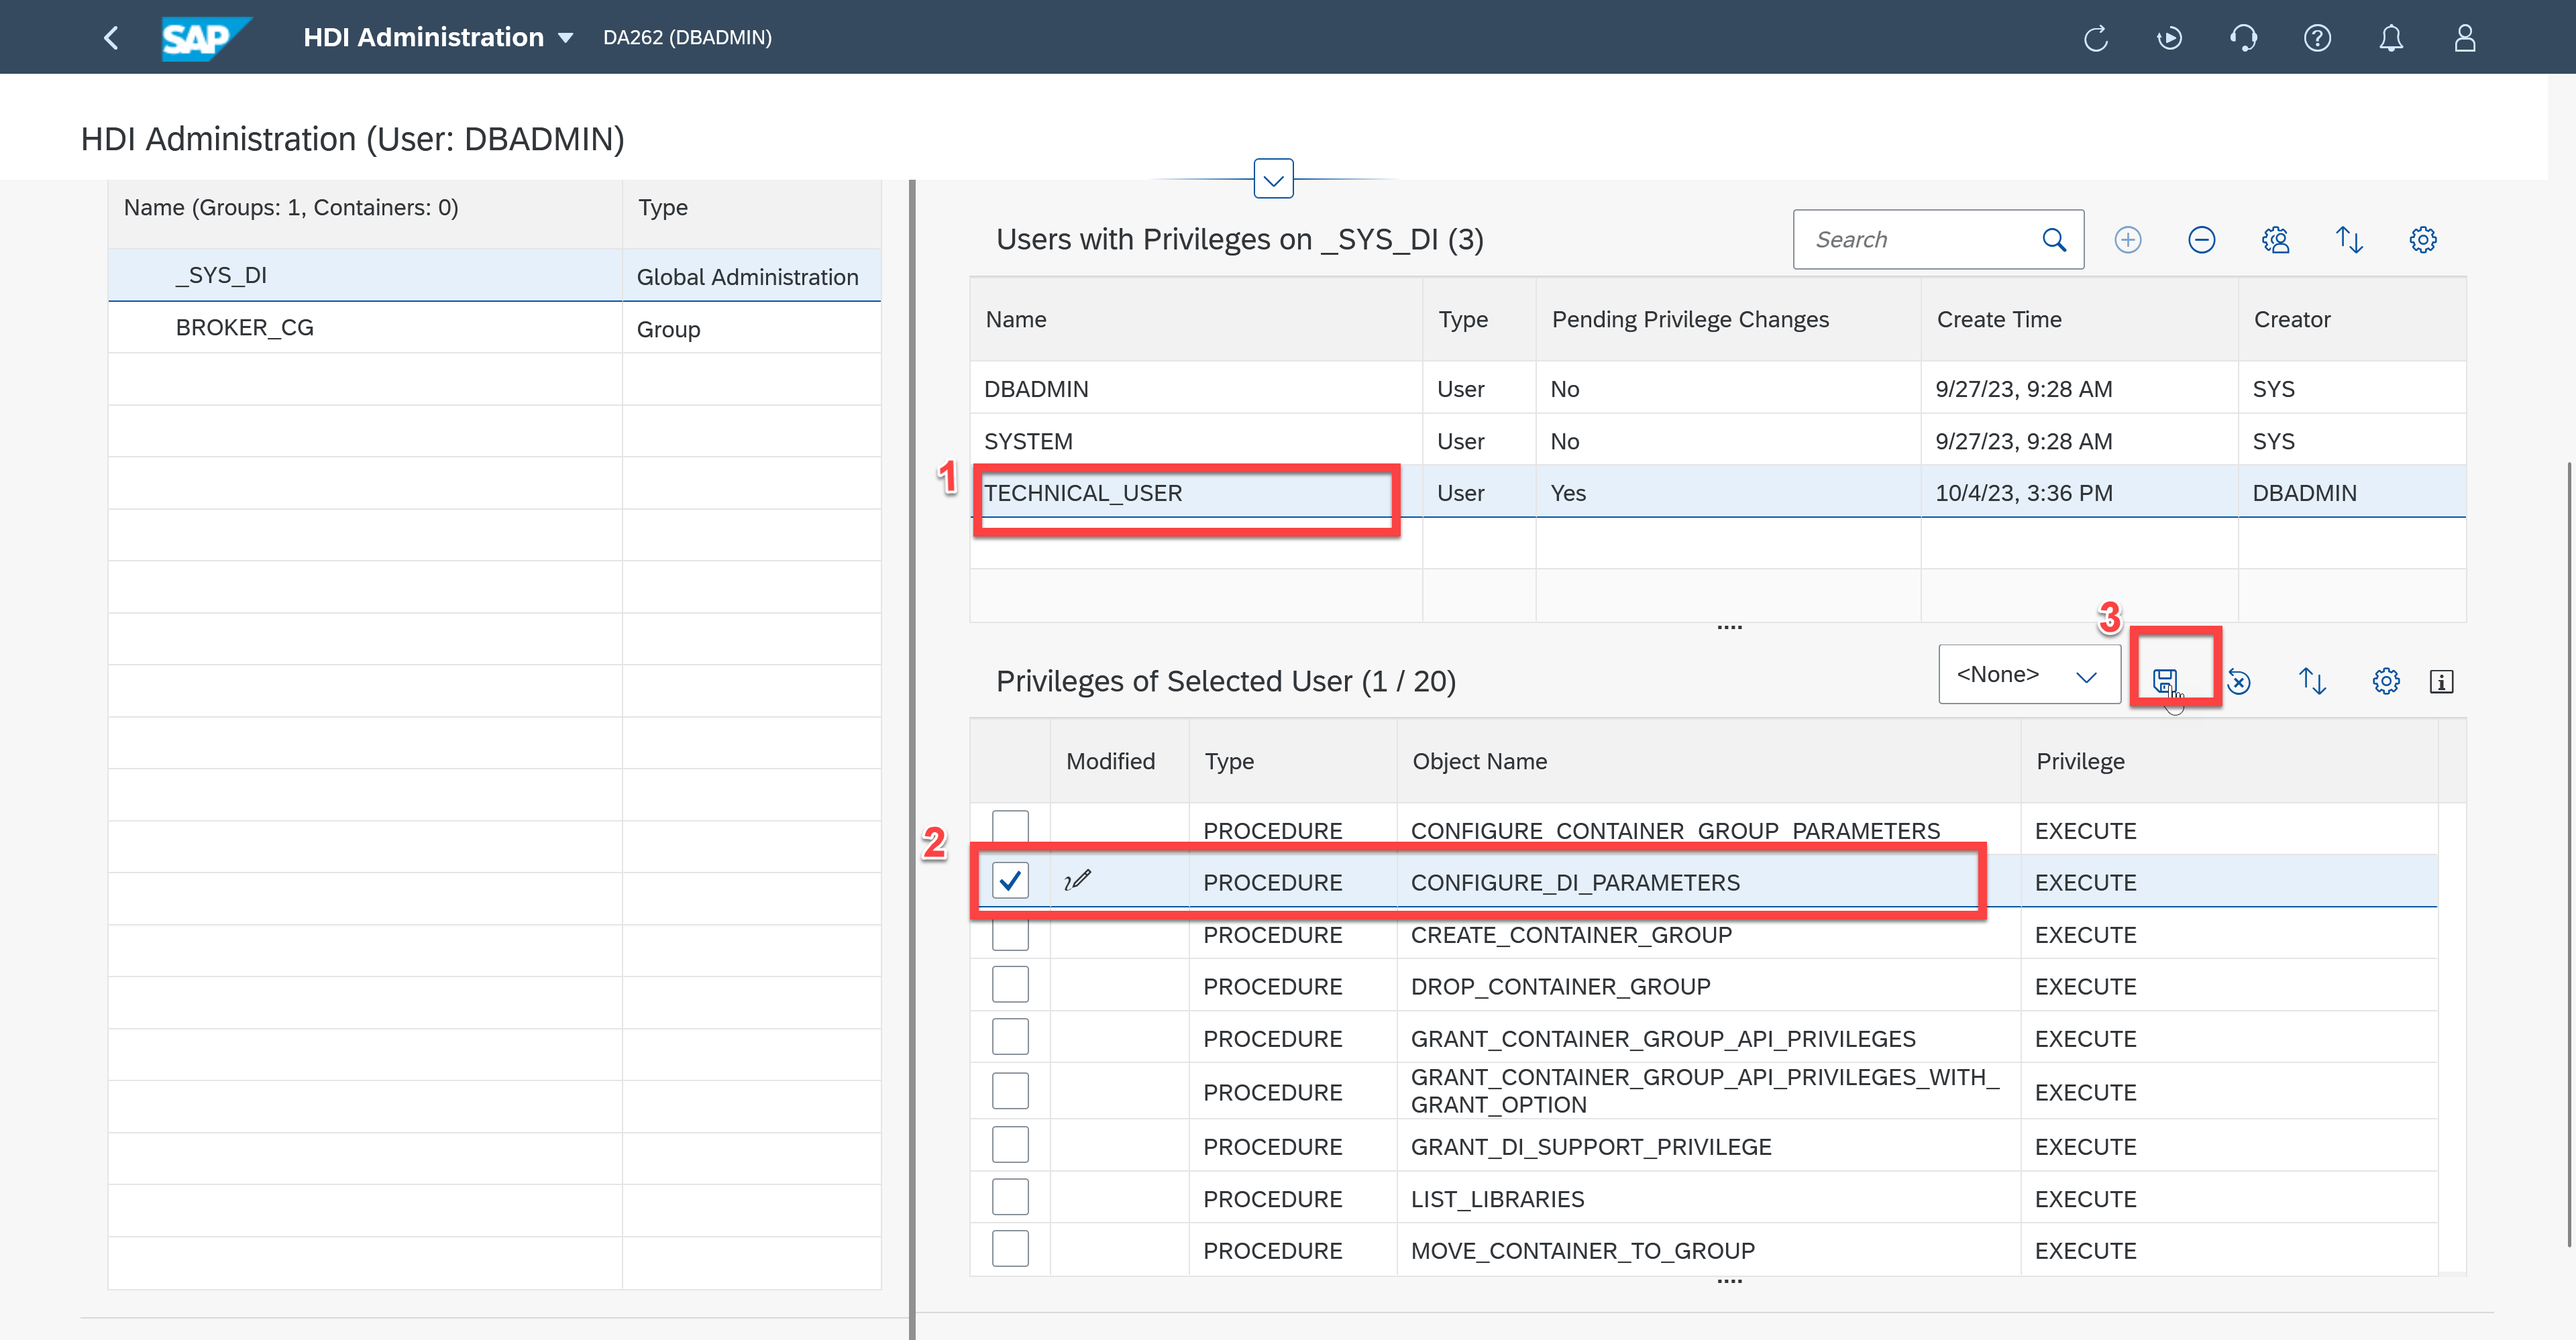 SAP HDI Administration DA262 (DBADMIN)
HDI Administration (User: DBADMIN)
Name (Groups: 1, Containers: 0) Type
_SYS_DI Global Administration
BROKER_CG Group
Users with Privileges on _SYS_DI (3) Search
Name Type Pending Privilege Changes Create Time Creator
DBADMIN User No 9/27/23, 9:28 AM SYS
SYSTEM User No 9/27/23, 9:28 AM SYS
1 TECHNICAL_USER User Yes 10/4/23, 3:36 PM DBADMIN
3
Privileges of Selected User (1 / 20) <None>
Modified Type Object Name Privilege
PROCEDURE CONFIGURE_CONTAINER_GROUP_PARAMETERS EXECUTE
2 PROCEDURE CONFIGURE_DI_PARAMETERS EXECUTE
PROCEDURE CREATE_CONTAINER_GROUP EXECUTE
PROCEDURE DROP_CONTAINER_GROUP EXECUTE
PROCEDURE GRANT_CONTAINER_GROUP_API_PRIVILEGES EXECUTE
PROCEDURE GRANT_CONTAINER_GROUP_API_PRIVILEGES_WITH_
GRANT_OPTION EXECUTE
PROCEDURE GRANT_DI_SUPPORT_PRIVILEGE EXECUTE
PROCEDURE LIST_LIBRARIES EXECUTE
PROCEDURE MOVE_CONTAINER_TO_GROUP EXECUTE